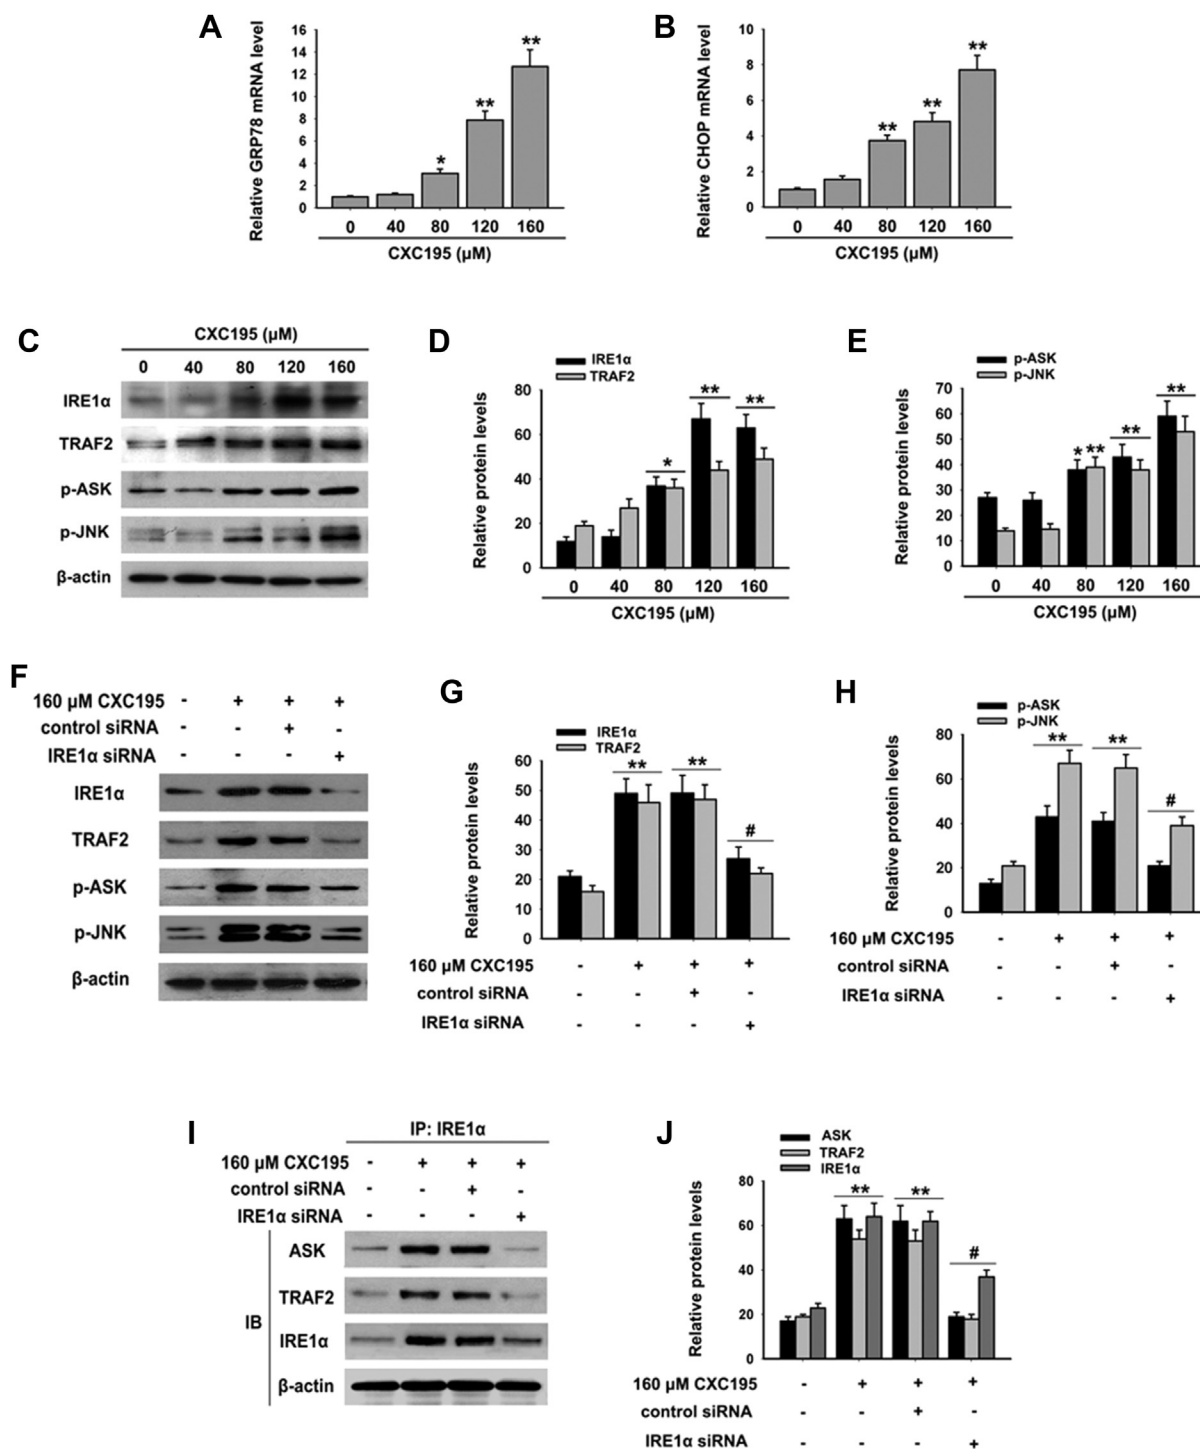 A
Relative GRP78 mRNA level
16
14
12
10
8
6
4
2
0
*
**
**
0 40 80 120 160
CXC195 (μM)
B
Relative CHOP mRNA level
10
8
6
4
2
0
**
**
**
0 40 80 120 160
CXC195 (μM)
C
CXC195 (μM)
0 40 80 120 160
IRE1α
TRAF2
p-ASK
p-JNK
β-actin
D
IRE1α
TRAF2
Relative protein levels
80
60
40
20
0
*
**
**
0 40 80 120 160
CXC195 (μM)
E
p-ASK
p-JNK
Relative protein levels
70
60
50
40
30
20
10
0
* **
**
**
0 40 80 120 160
CXC195 (μM)
F
160 μM CXC195 - + + +
control siRNA - - + -
IRE1α siRNA - - - +
IRE1α
TRAF2
p-ASK
p-JNK
β-actin
G
IRE1α
TRAF2
Relative protein levels
60
50
40
30
20
10
0
**
**
#
160 μM CXC195 - + + +
control siRNA - - + -
IRE1α siRNA - - - +
H
p-ASK
p-JNK
Relative protein levels
80
60
40
20
0
**
**
#
160 μM CXC195 - + + +
control siRNA - - + -
IRE1α siRNA - - - +
I
IP: IRE1α
160 μM CXC195 - + + +
control siRNA - - + -
IRE1α siRNA - - - +
IB
ASK
TRAF2
IRE1α
β-actin
J
ASK
TRAF2
IRE1α
Relative protein levels
80
60
40
20
0
**
**
#
160 μM CXC195 - + + +
control siRNA - - + -
IRE1α siRNA - - - +